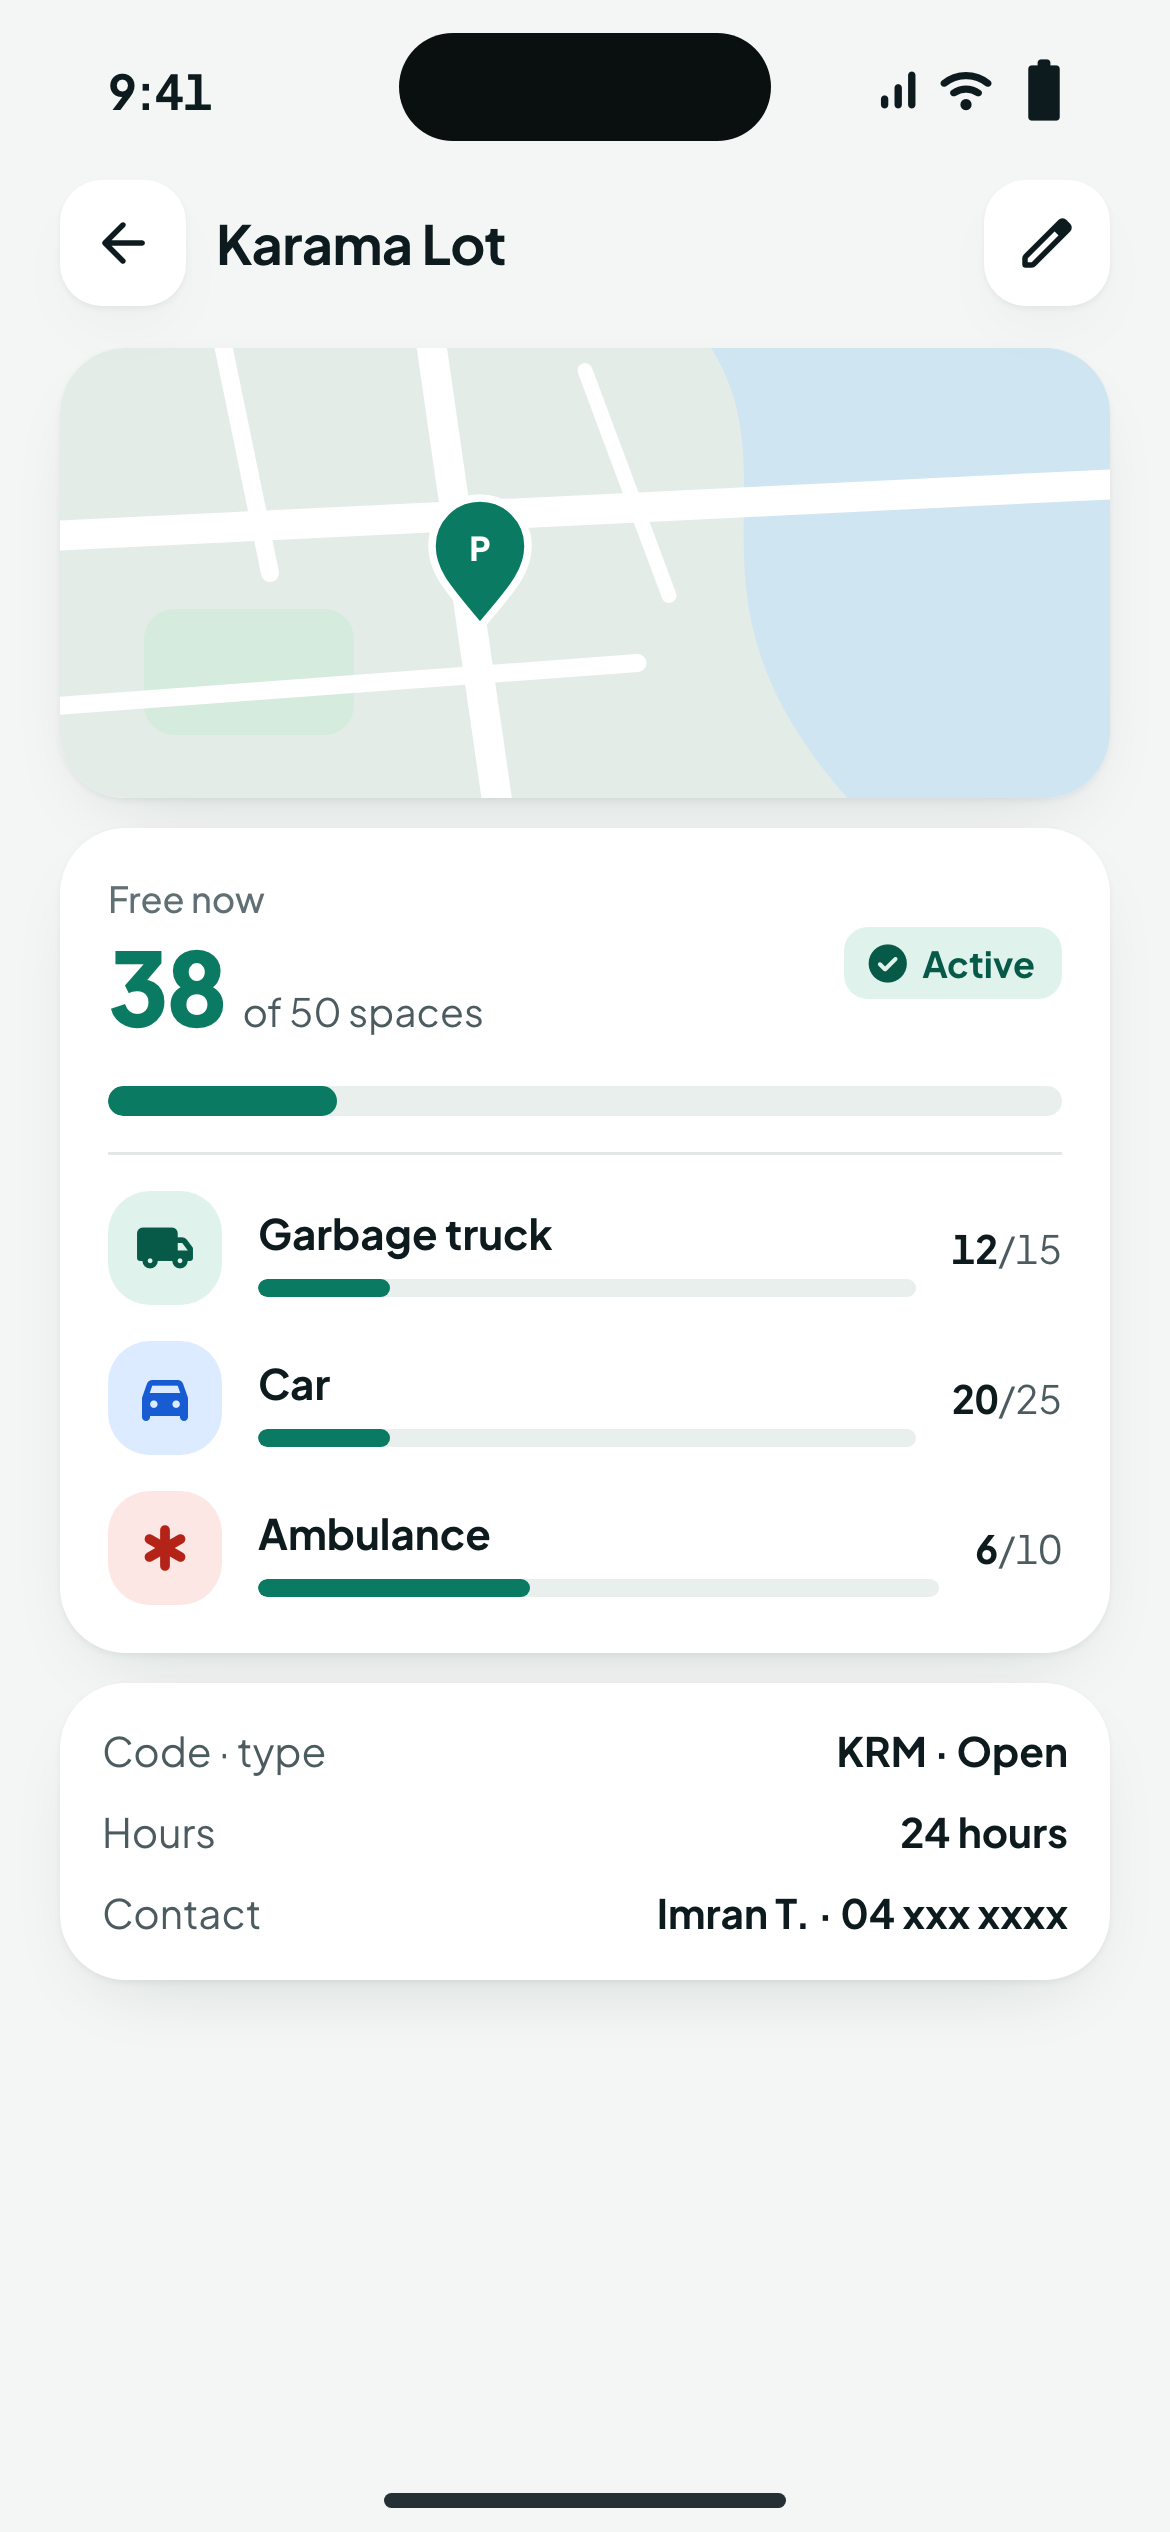 9:41
Karama Lot
P
Free now
38 of 50 spaces
Active
Garbage truck
12/15
Car
20/25
Ambulance
6/10
Code · type
KRM · Open
Hours
24 hours
Contact
Imran T. · 04 xxx xxxx